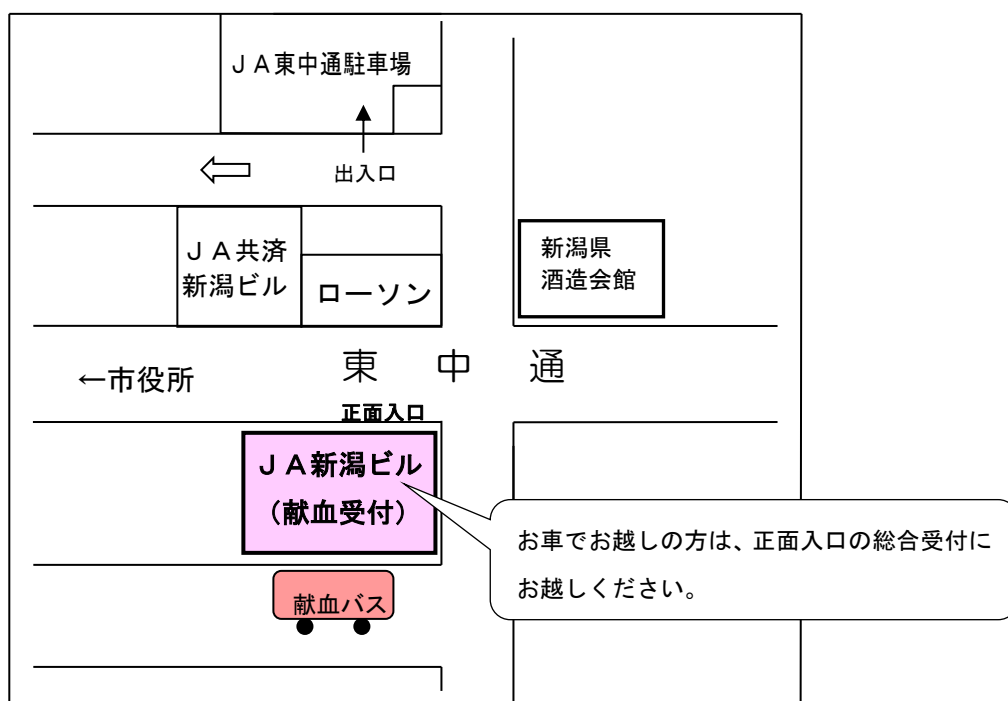 ＪＡ東中通駐車場
出入口
ＪＡ共済
新潟ビル
ローソン
新潟県
酒造会館
東　中　通
←市役所
正面入口
ＪＡ新潟ビル
（献血受付）
お車でお越しの方は、正面入口の総合受付に
お越しください。
献血バス